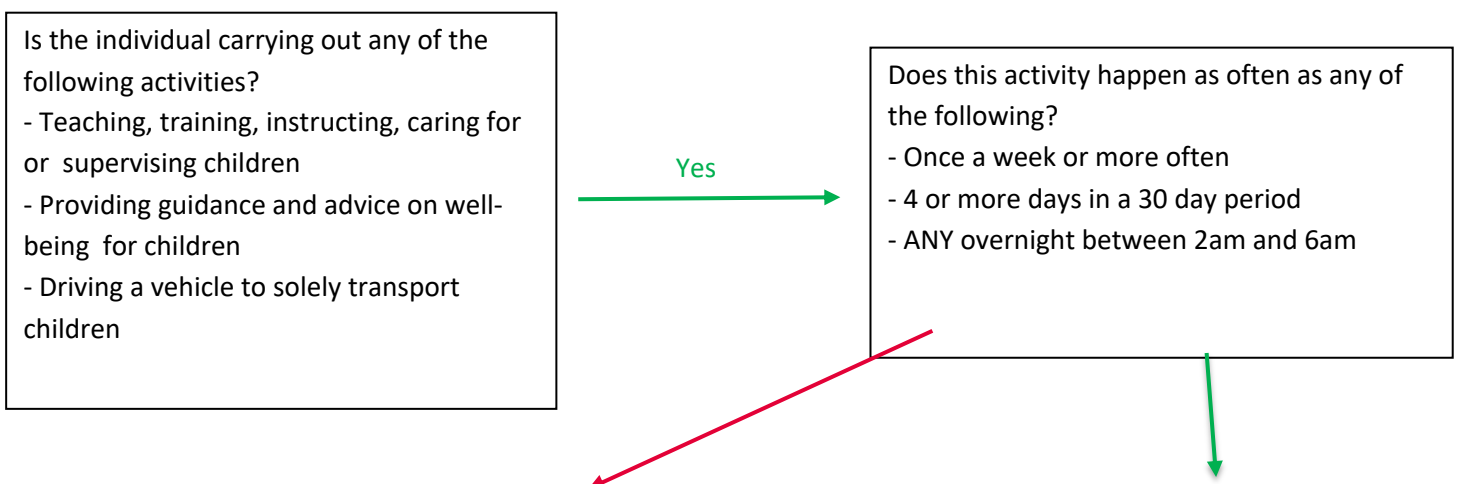 Is the individual carrying out any of the
following activities?
- Teaching, training, instructing, caring for
or supervising children
- Providing guidance and advice on well-
being for children
- Driving a vehicle to solely transport
children
Yes
Does this activity happen as often as any of
the following?
- Once a week or more often
- 4 or more days in a 30 day period
- ANY overnight between 2am and 6am